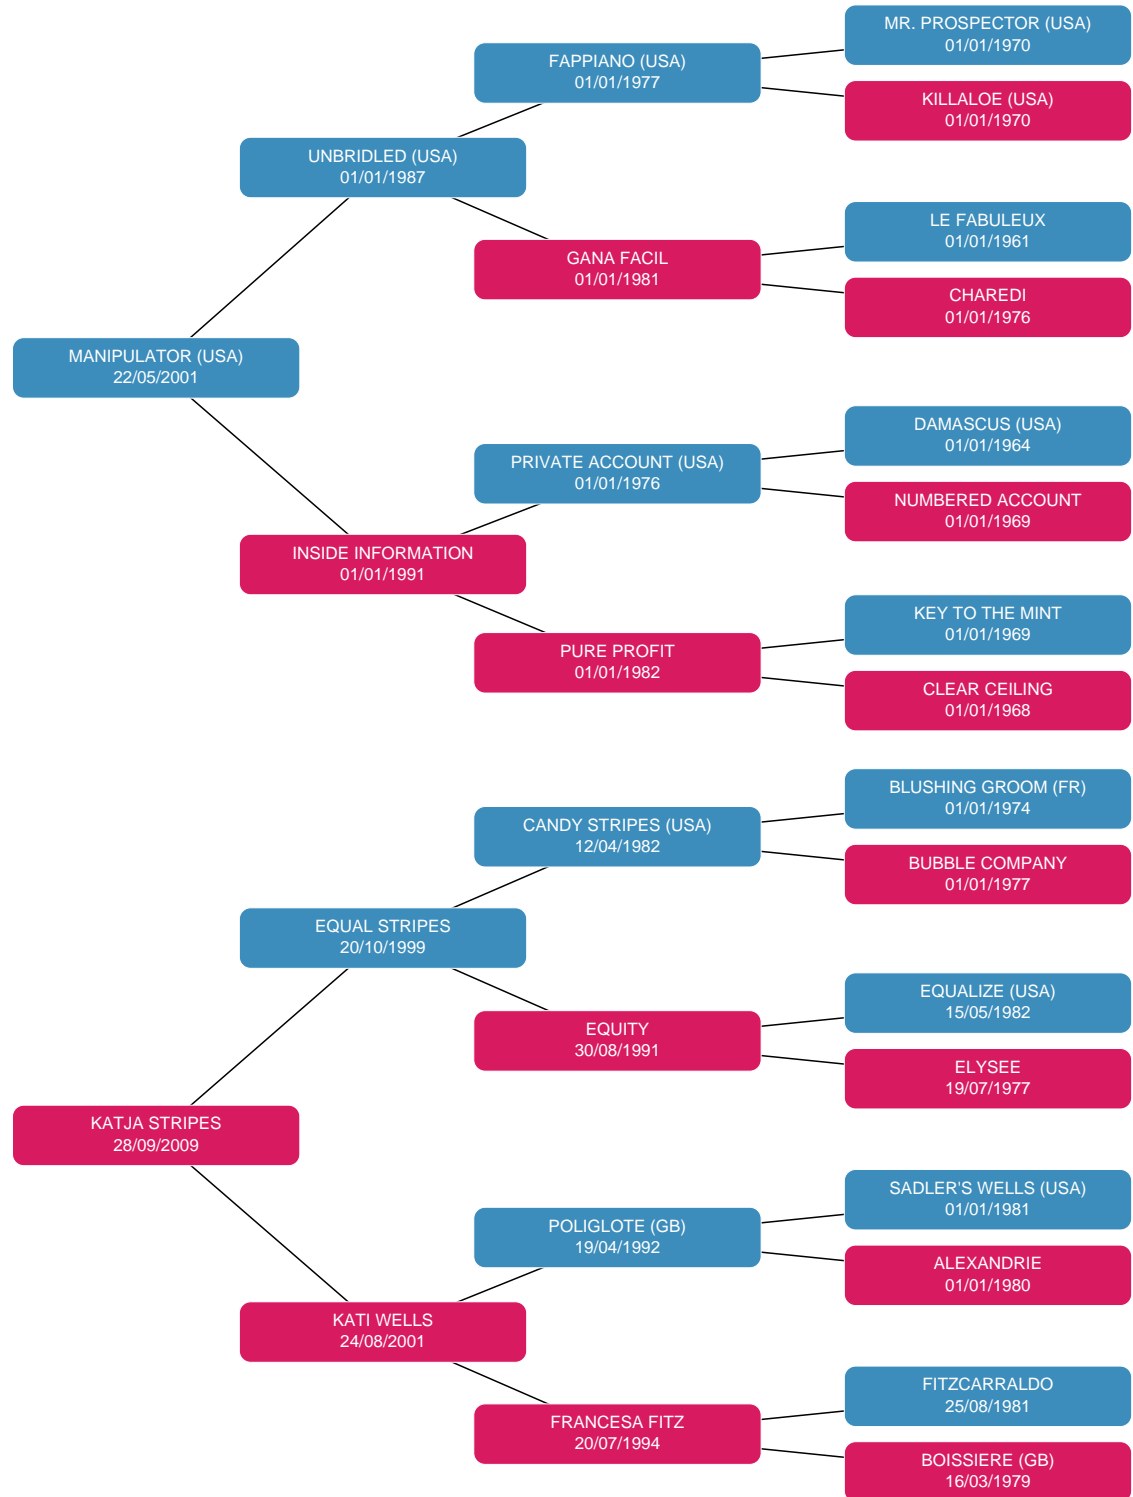 MR. PROSPECTOR (USA)
01/01/1970
FAPPIANO (USA)
01/01/1977
KILLALOE (USA)
01/01/1970
UNBRIDLED (USA)
01/01/1987
LE FABULEUX
01/01/1961
GANA FACIL
01/01/1981
CHAREDI
01/01/1976
MANIPULATOR (USA)
22/05/2001
DAMASCUS (USA)
01/01/1964
PRIVATE ACCOUNT (USA)
01/01/1976
NUMBERED ACCOUNT
01/01/1969
INSIDE INFORMATION
01/01/1991
KEY TO THE MINT
01/01/1969
PURE PROFIT
01/01/1982
CLEAR CEILING
01/01/1968
BLUSHING GROOM (FR)
01/01/1974
CANDY STRIPES (USA)
12/04/1982
BUBBLE COMPANY
01/01/1977
EQUAL STRIPES
20/10/1999
EQUALIZE (USA)
15/05/1982
EQUITY
30/08/1991
ELYSEE
19/07/1977
KATJA STRIPES
28/09/2009
SADLER'S WELLS (USA)
01/01/1981
POLIGLOTE (GB)
19/04/1992
ALEXANDRIE
01/01/1980
KATI WELLS
24/08/2001
FITZCARRALDO
25/08/1981
FRANCESA FITZ
20/07/1994
BOISSIERE (GB)
16/03/1979